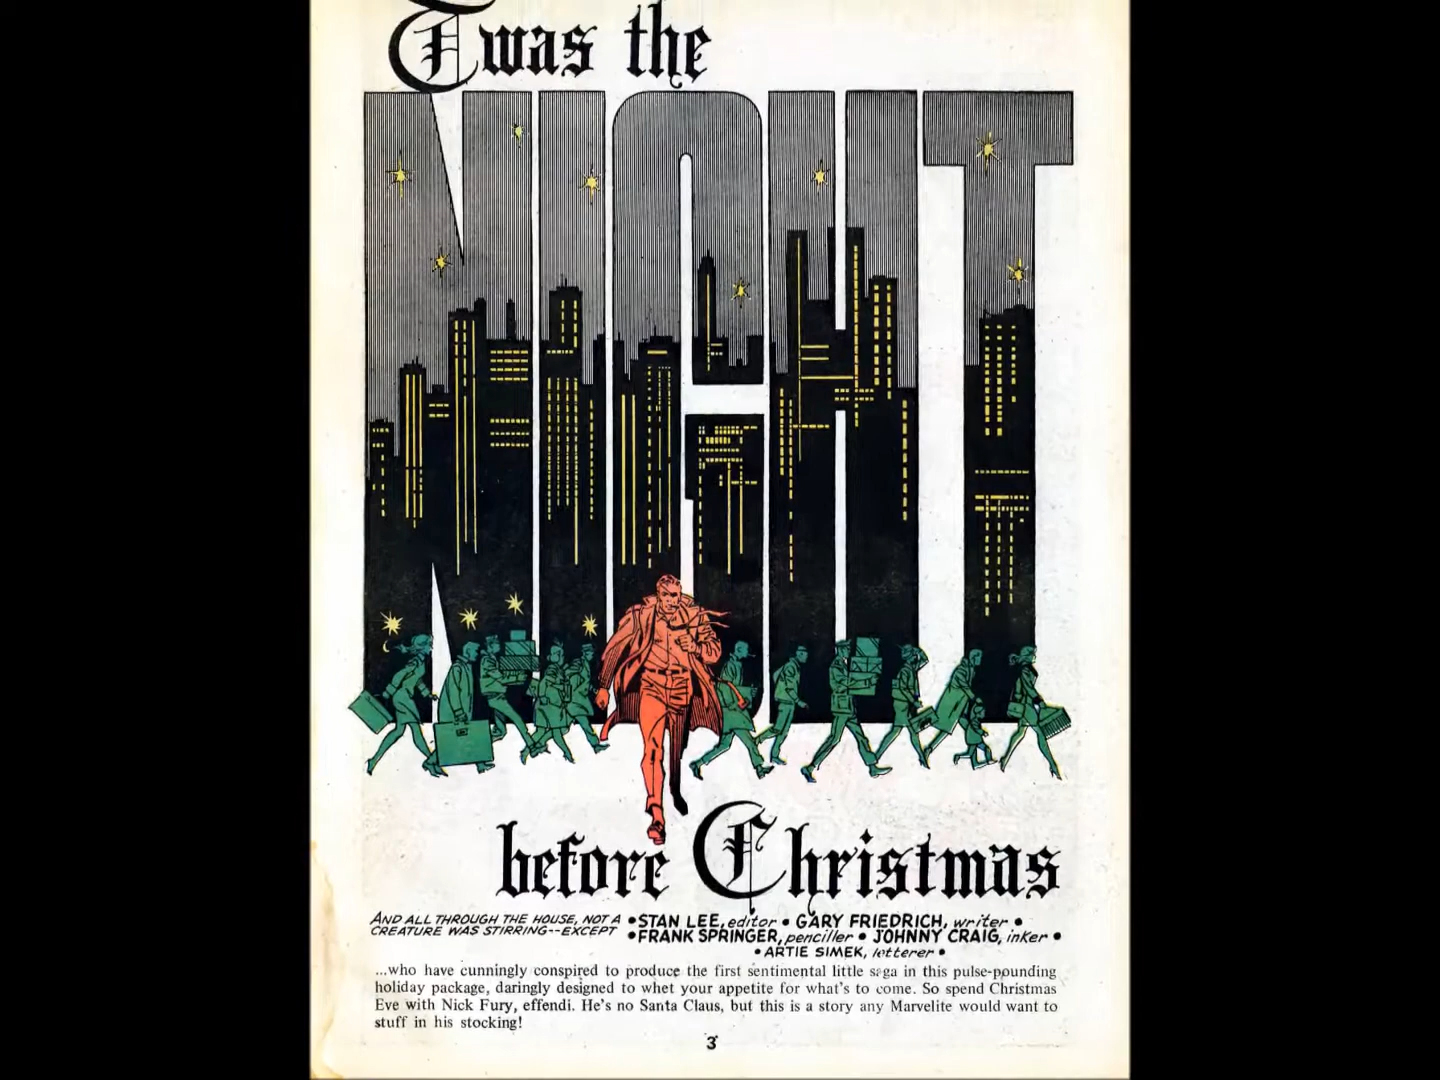 'Twas the
NIGHT
before Christmas
AND ALL THROUGH THE HOUSE, NOT A
CREATURE WAS STIRRING--EXCEPT
•STAN LEE, editor • GARY FRIEDRICH, writer •
•FRANK SPRINGER, penciller • JOHNNY CRAIG, inker •
•ARTIE SIMEK, letterer •
...who have cunningly conspired to produce the first sentimental little saga in this pulse-pounding
holiday package, daringly designed to whet your appetite for what's to come. So spend Christmas
Eve with Nick Fury, effendi. He's no Santa Claus, but this is a story any Marvelite would want to
stuff in his stocking!
3